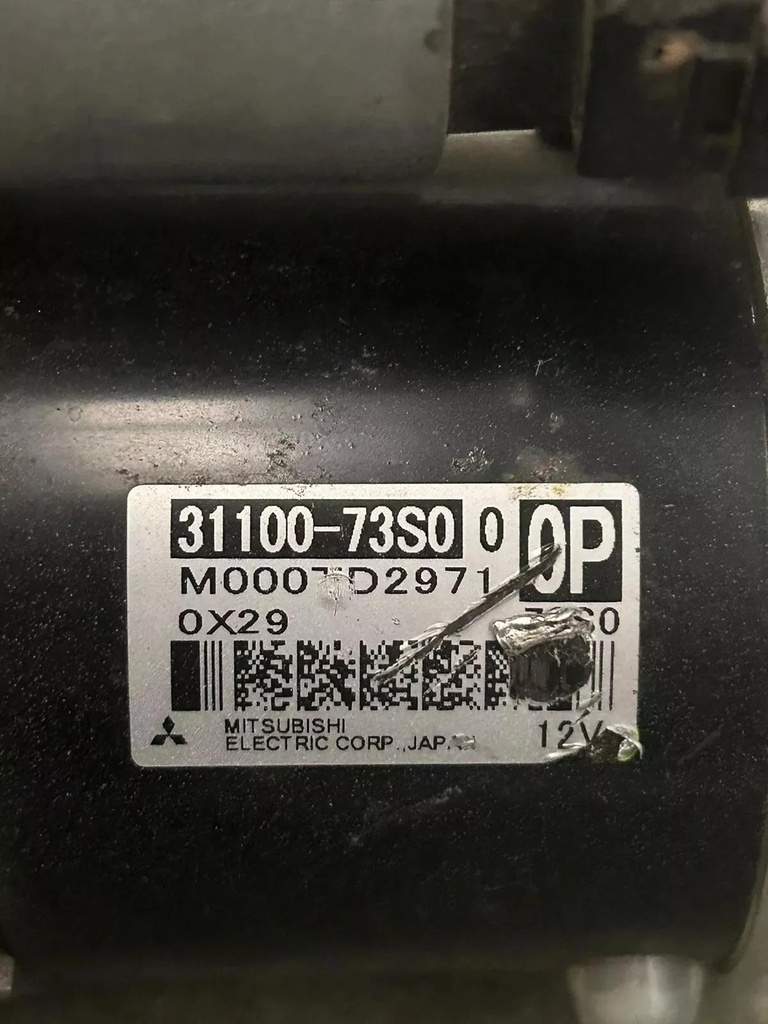 31100-73S0 0 0P
0X29
MITSUBISHI
ELECTRIC CORP.,
12V